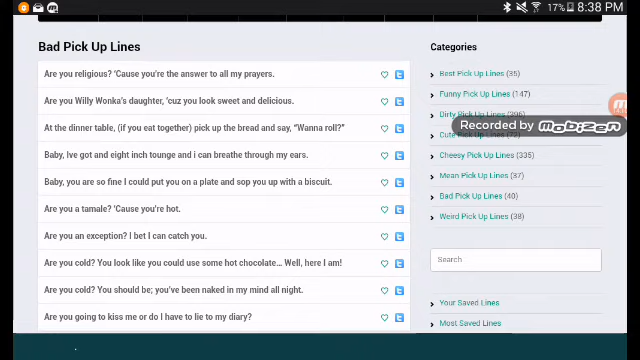 17% 8:38 PM
Bad Pick Up Lines
Are you religious? 'Cause you're the answer to all my prayers.
Are you Willy Wonka's daughter, 'cuz you look sweet and delicious.
At the dinner table, (if you eat together) pick up the bread and say, “Wanna roll?”
Baby, Ive got and eight inch tounge and i can breathe through my ears.
Baby, you are so fine I could put you on a plate and sop you up with a biscuit.
Are you a tamale? 'Cause you're hot.
Are you an exception? I bet I can catch you.
Are you cold? You look like you could use some hot chocolate… Well, here I am!
Are you cold? You should be; you've been naked in my mind all night.
Are you going to kiss me or do I have to lie to my diary?
Categories
Best Pick Up Lines (35)
Funny Pick Up Lines (147)
Dirty Pick Up Lines
Recorded by mobizen
Cute Pick Up Lines (72)
Cheesy Pick Up Lines (335)
Mean Pick Up Lines (37)
Bad Pick Up Lines (40)
Weird Pick Up Lines (38)
Search
Your Saved Lines
Most Saved Lines